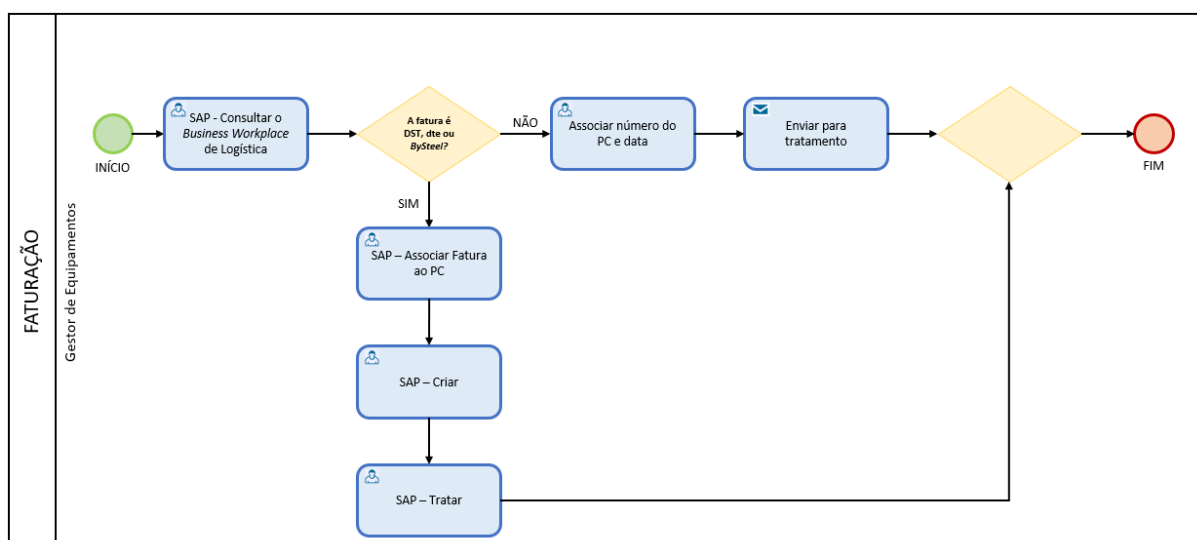 FATURAÇÃO
Gestor de Equipamentos
INÍCIO
SAP - Consultar o
Business Workplace
de Logística
A fatura é
DST, dte ou
BySteel?
NÃO
Associar número do
PC e data
Enviar para
tratamento
FIM
SIM
SAP – Associar Fatura
ao PC
SAP – Criar
SAP – Tratar